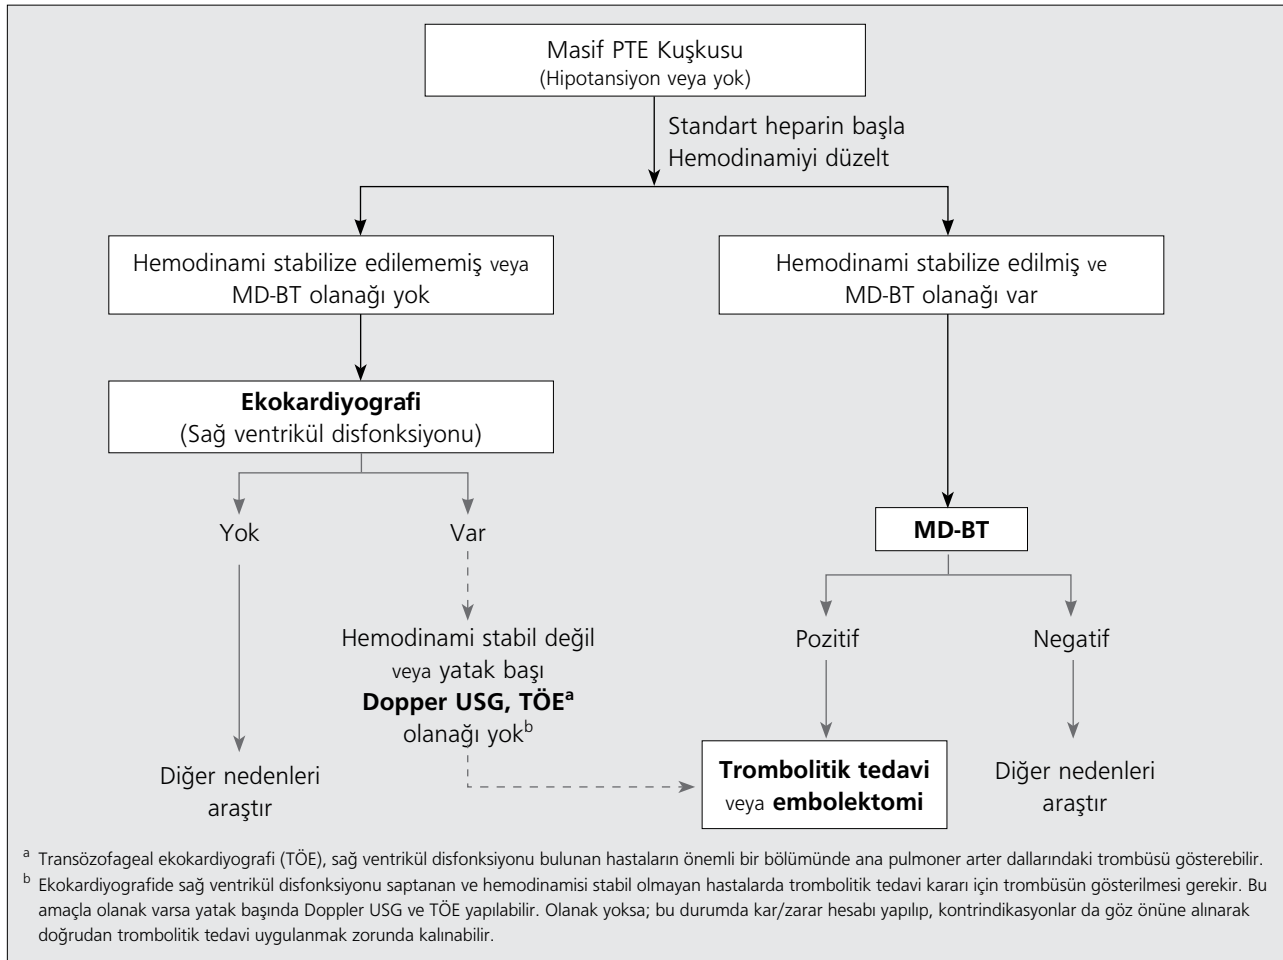 Masif PTE Kuşkusu
(Hipotansiyon veya yok)
Standart heparin başla
Hemodinamiyi düzelt
Hemodinami stabilize edilememiş veya
MD-BT olanağı yok
Hemodinami stabilize edilmiş ve
MD-BT olanağı var
Ekokardiyografi
(Sağ ventrikül disfonksiyonu)
Yok
Var
MD-BT
Hemodinami stabil değil
veya yatak başı
Dopper USG, TÖEa
olanağı yokb
Pozitif
Negatif
Diğer nedenleri
araştır
Trombolitik tedavi
veya embolektomi
Diğer nedenleri
araştır
a Transözofageal ekokardiyografi (TÖE), sağ ventrikül disfonksiyonu bulunan hastaların önemli bir bölümünde ana pulmoner arter dallarındaki trombüsü gösterebilir.
b Ekokardiyografide sağ ventrikül disfonksiyonu saptanan ve hemodinamisi stabil olmayan hastalarda trombolitik tedavi kararı için trombüsün gösterilmesi gerekir. Bu
amaçla olanak varsa yatak başında Doppler USG ve TÖE yapılabilir. Olanak yoksa; bu durumda kar/zarar hesabı yapılıp, kontrindikasyonlar da göz önüne alınarak
doğrudan trombolitik tedavi uygulanmak zorunda kalınabilir.